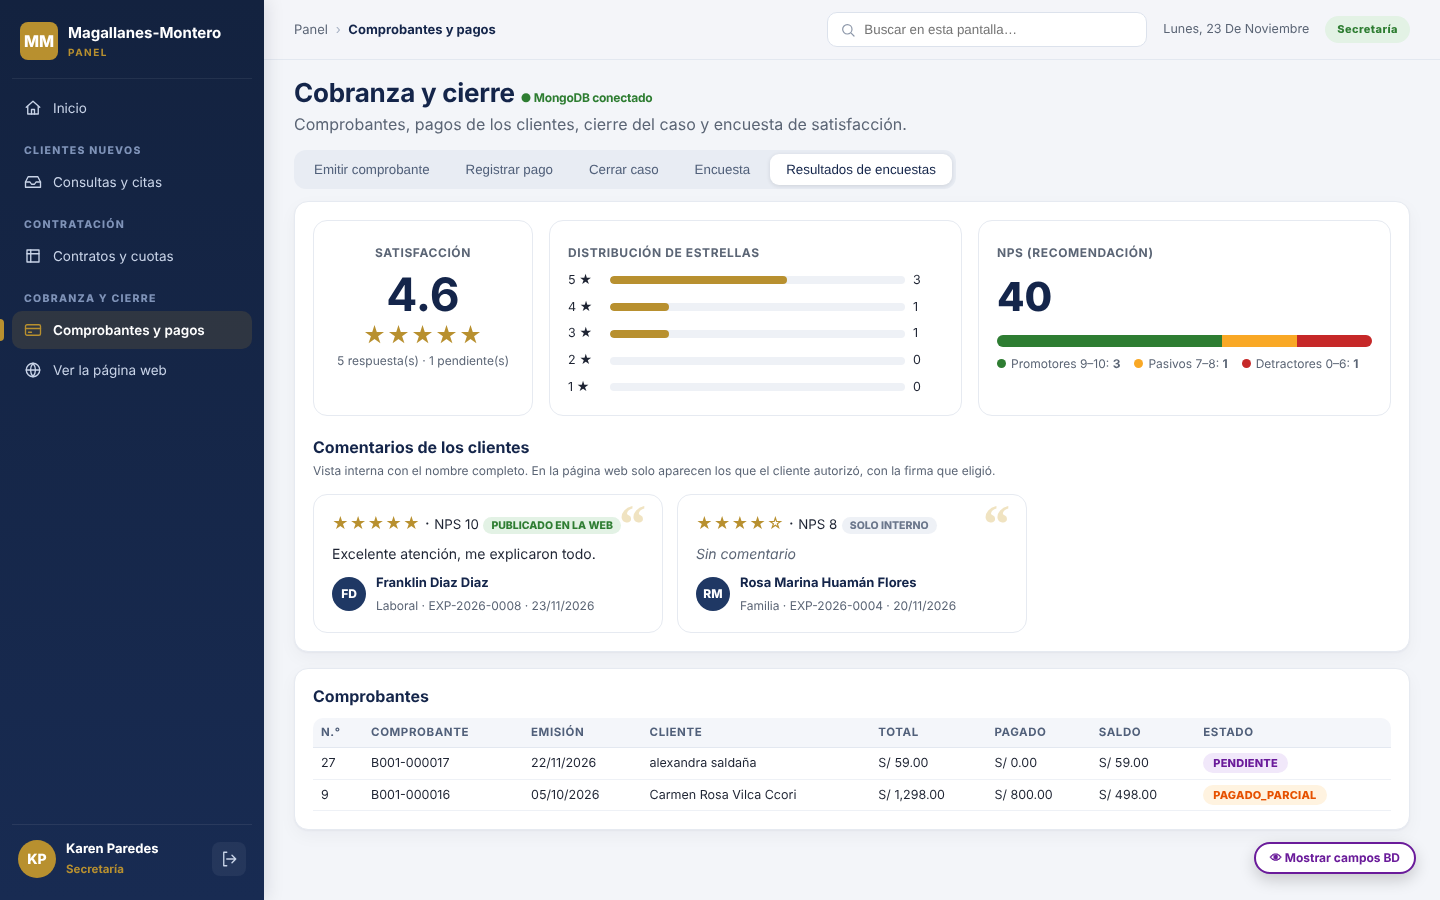 MM
Magallanes-Montero
PANEL
Inicio
CLIENTES NUEVOS
Consultas y citas
CONTRATACIÓN
Contratos y cuotas
COBRANZA Y CIERRE
Comprobantes y pagos
Ver la página web
KP
Karen Paredes
Secretaría
Panel › Comprobantes y pagos
Buscar en esta pantalla…
Lunes, 23 De Noviembre
Secretaría
Cobranza y cierre ● MongoDB conectado
Comprobantes, pagos de los clientes, cierre del caso y encuesta de satisfacción.
Emitir comprobante Registrar pago Cerrar caso Encuesta Resultados de encuestas
SATISFACCIÓN
4.6
★★★★★
5 respuesta(s) · 1 pendiente(s)
DISTRIBUCIÓN DE ESTRELLAS
5 ★ 3
4 ★ 1
3 ★ 1
2 ★ 0
1 ★ 0
NPS (RECOMENDACIÓN)
40
Promotores 9–10: 3 Pasivos 7–8: 1 Detractores 0–6: 1
Comentarios de los clientes
Vista interna con el nombre completo. En la página web solo aparecen los que el cliente autorizó, con la firma que eligió.
★★★★★ · NPS 10 PUBLICADO EN LA WEB “
Excelente atención, me explicaron todo.
FD
Franklin Diaz Diaz
Laboral · EXP-2026-0008 · 23/11/2026
★★★★☆ · NPS 8 SOLO INTERNO “
Sin comentario
RM
Rosa Marina Huamán Flores
Familia · EXP-2026-0004 · 20/11/2026
Comprobantes
N.° COMPROBANTE EMISIÓN CLIENTE TOTAL PAGADO SALDO ESTADO
27 B001-000017 22/11/2026 alexandra saldaña S/ 59.00 S/ 0.00 S/ 59.00 PENDIENTE
9 B001-000016 05/10/2026 Carmen Rosa Vilca Ccori S/ 1,298.00 S/ 800.00 S/ 498.00 PAGADO_PARCIAL
Mostrar campos BD